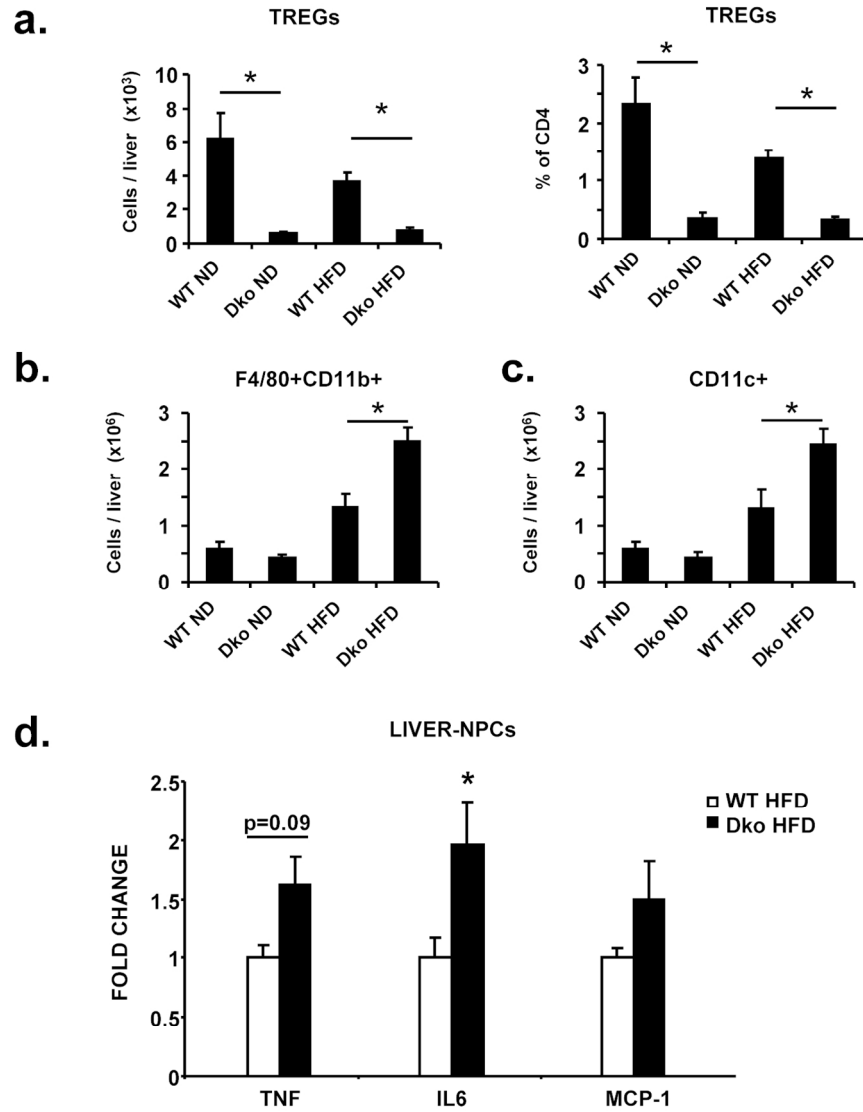 a.
TREGs
Cells / liver (x10³)
10
8
6
4
2
0
*
*
WT ND
Dko ND
WT HFD
Dko HFD
TREGs
% of CD4
3
2
1
0
*
*
WT ND
Dko ND
WT HFD
Dko HFD
b.
F4/80+CD11b+
Cells / liver (x10⁶)
3
2
1
0
*
WT ND
Dko ND
WT HFD
Dko HFD
c.
CD11c+
Cells / liver (x10⁶)
3
2
1
0
*
WT ND
Dko ND
WT HFD
Dko HFD
d.
LIVER-NPCs
FOLD CHANGE
2.5
2
1.5
1
0.5
0
p=0.09
*
WT HFD
Dko HFD
TNF
IL6
MCP-1